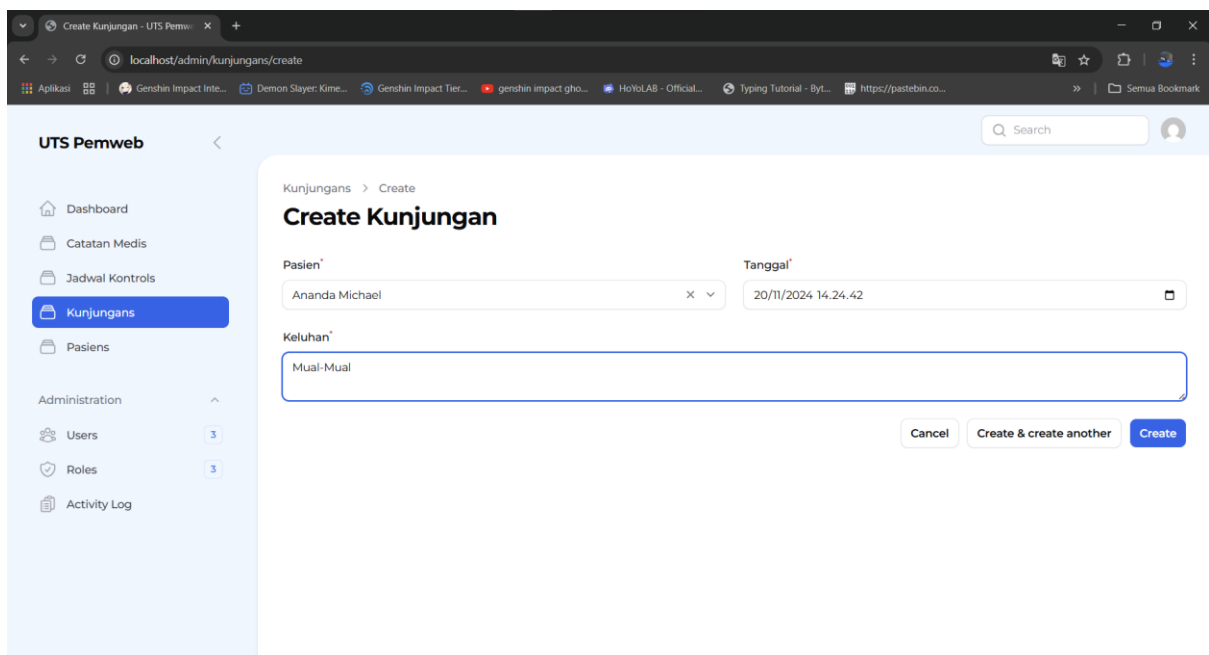 Create Kunjungan - UTS Pemw
localhost/admin/kunjungans/create
Aplikasi Genshin Impact Inte... Demon Slayer: Kime... Genshin Impact Tier... genshin impact gho... HoYoLAB - Official... Typing Tutorial - Byt... https://pastebin.co... » Semua Bookmark
UTS Pemweb
Search
Dashboard
Catatan Medis
Jadwal Kontrols
Kunjungans
Pasiens
Administration
Users 3
Roles 3
Activity Log
Kunjungans > Create
Create Kunjungan
Pasien* Tanggal*
Ananda Michael 20/11/2024 14.24.42
Keluhan*
Mual-Mual
Cancel Create & create another Create